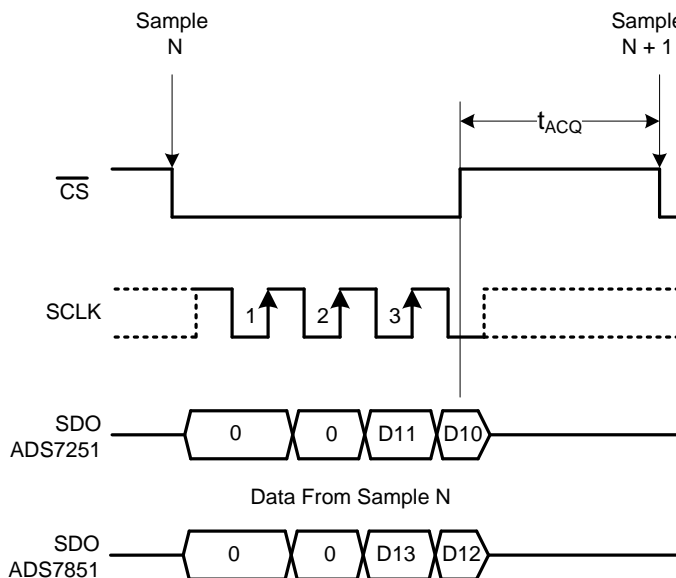 Sample
N
Sample
N + 1
tACQ
CS
SCLK
1
2
3
SDO
ADS7251
0
0
D11
D10
Data From Sample N
SDO
ADS7851
0
0
D13
D12